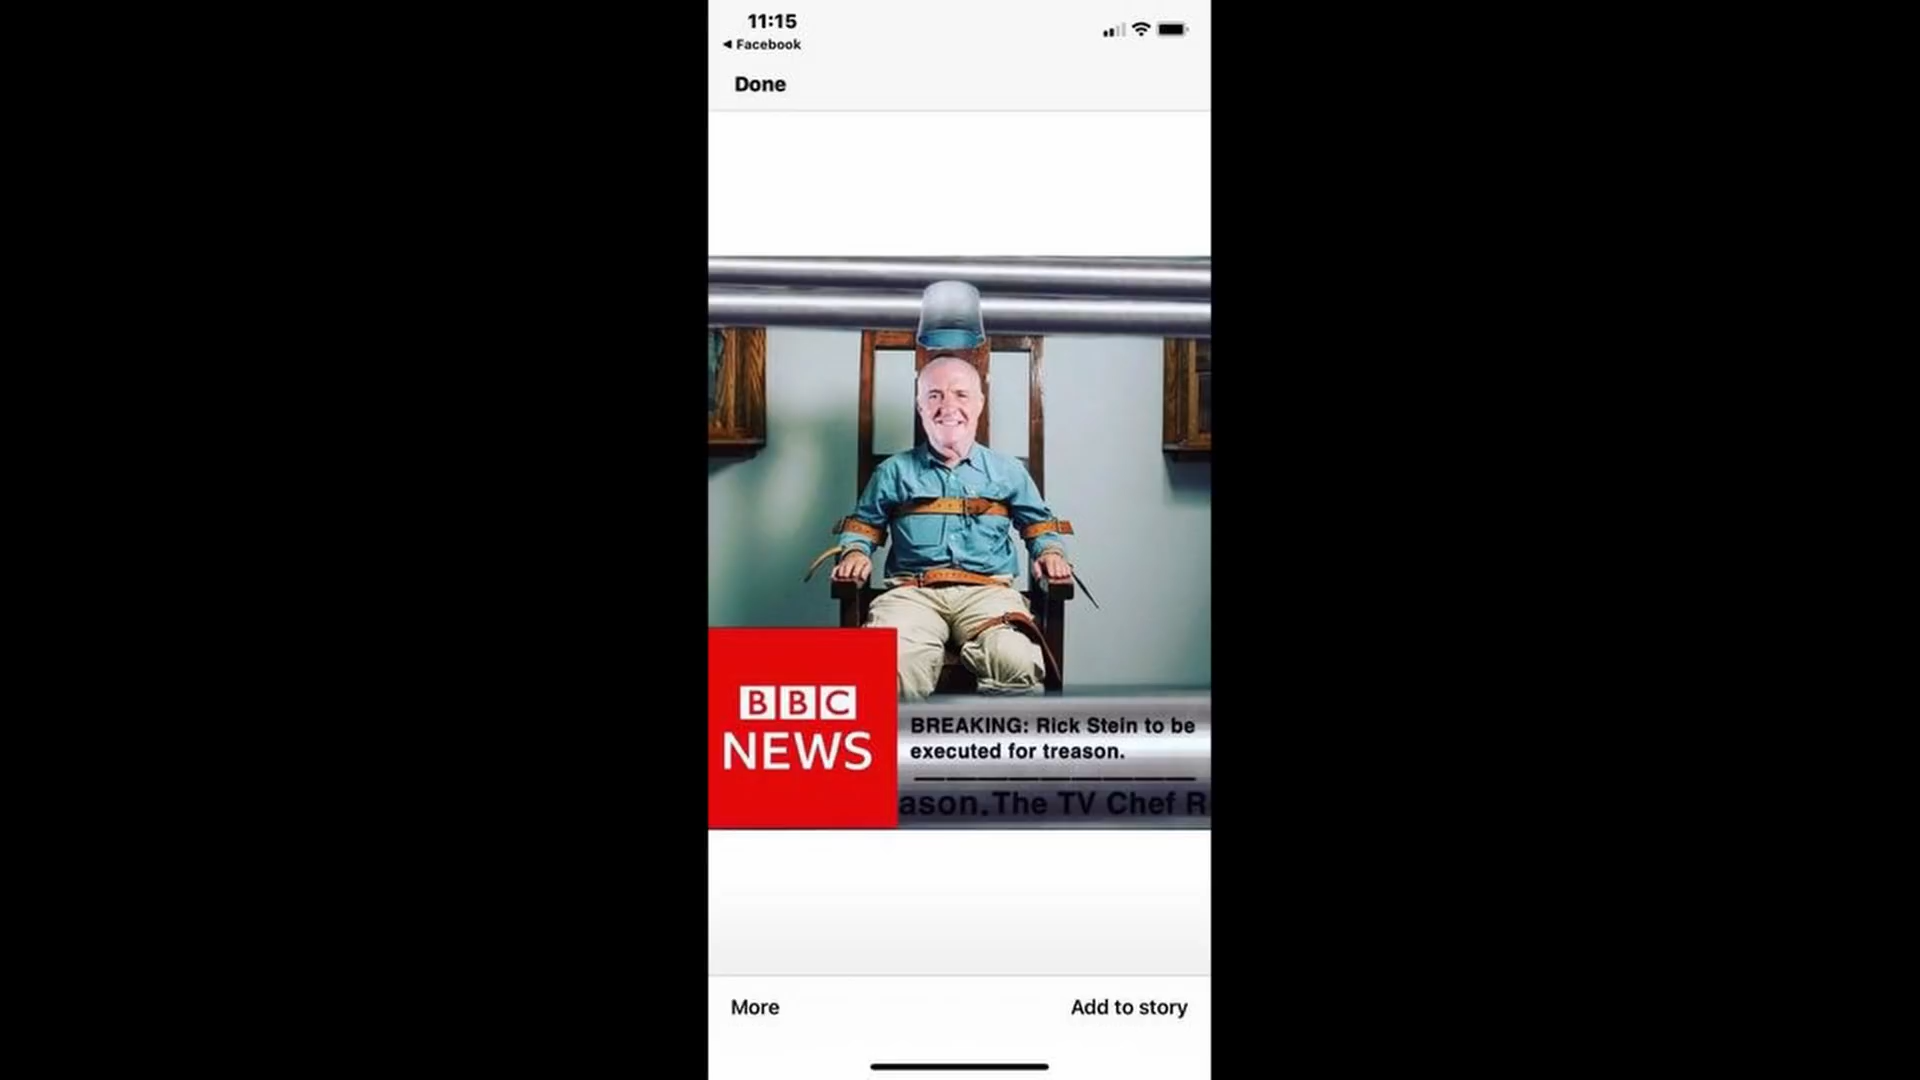 11:15
◀ Facebook
Done
BBC
NEWS
BREAKING: Rick Stein to be
executed for treason.
ason.The TV Chef R
More
Add to story